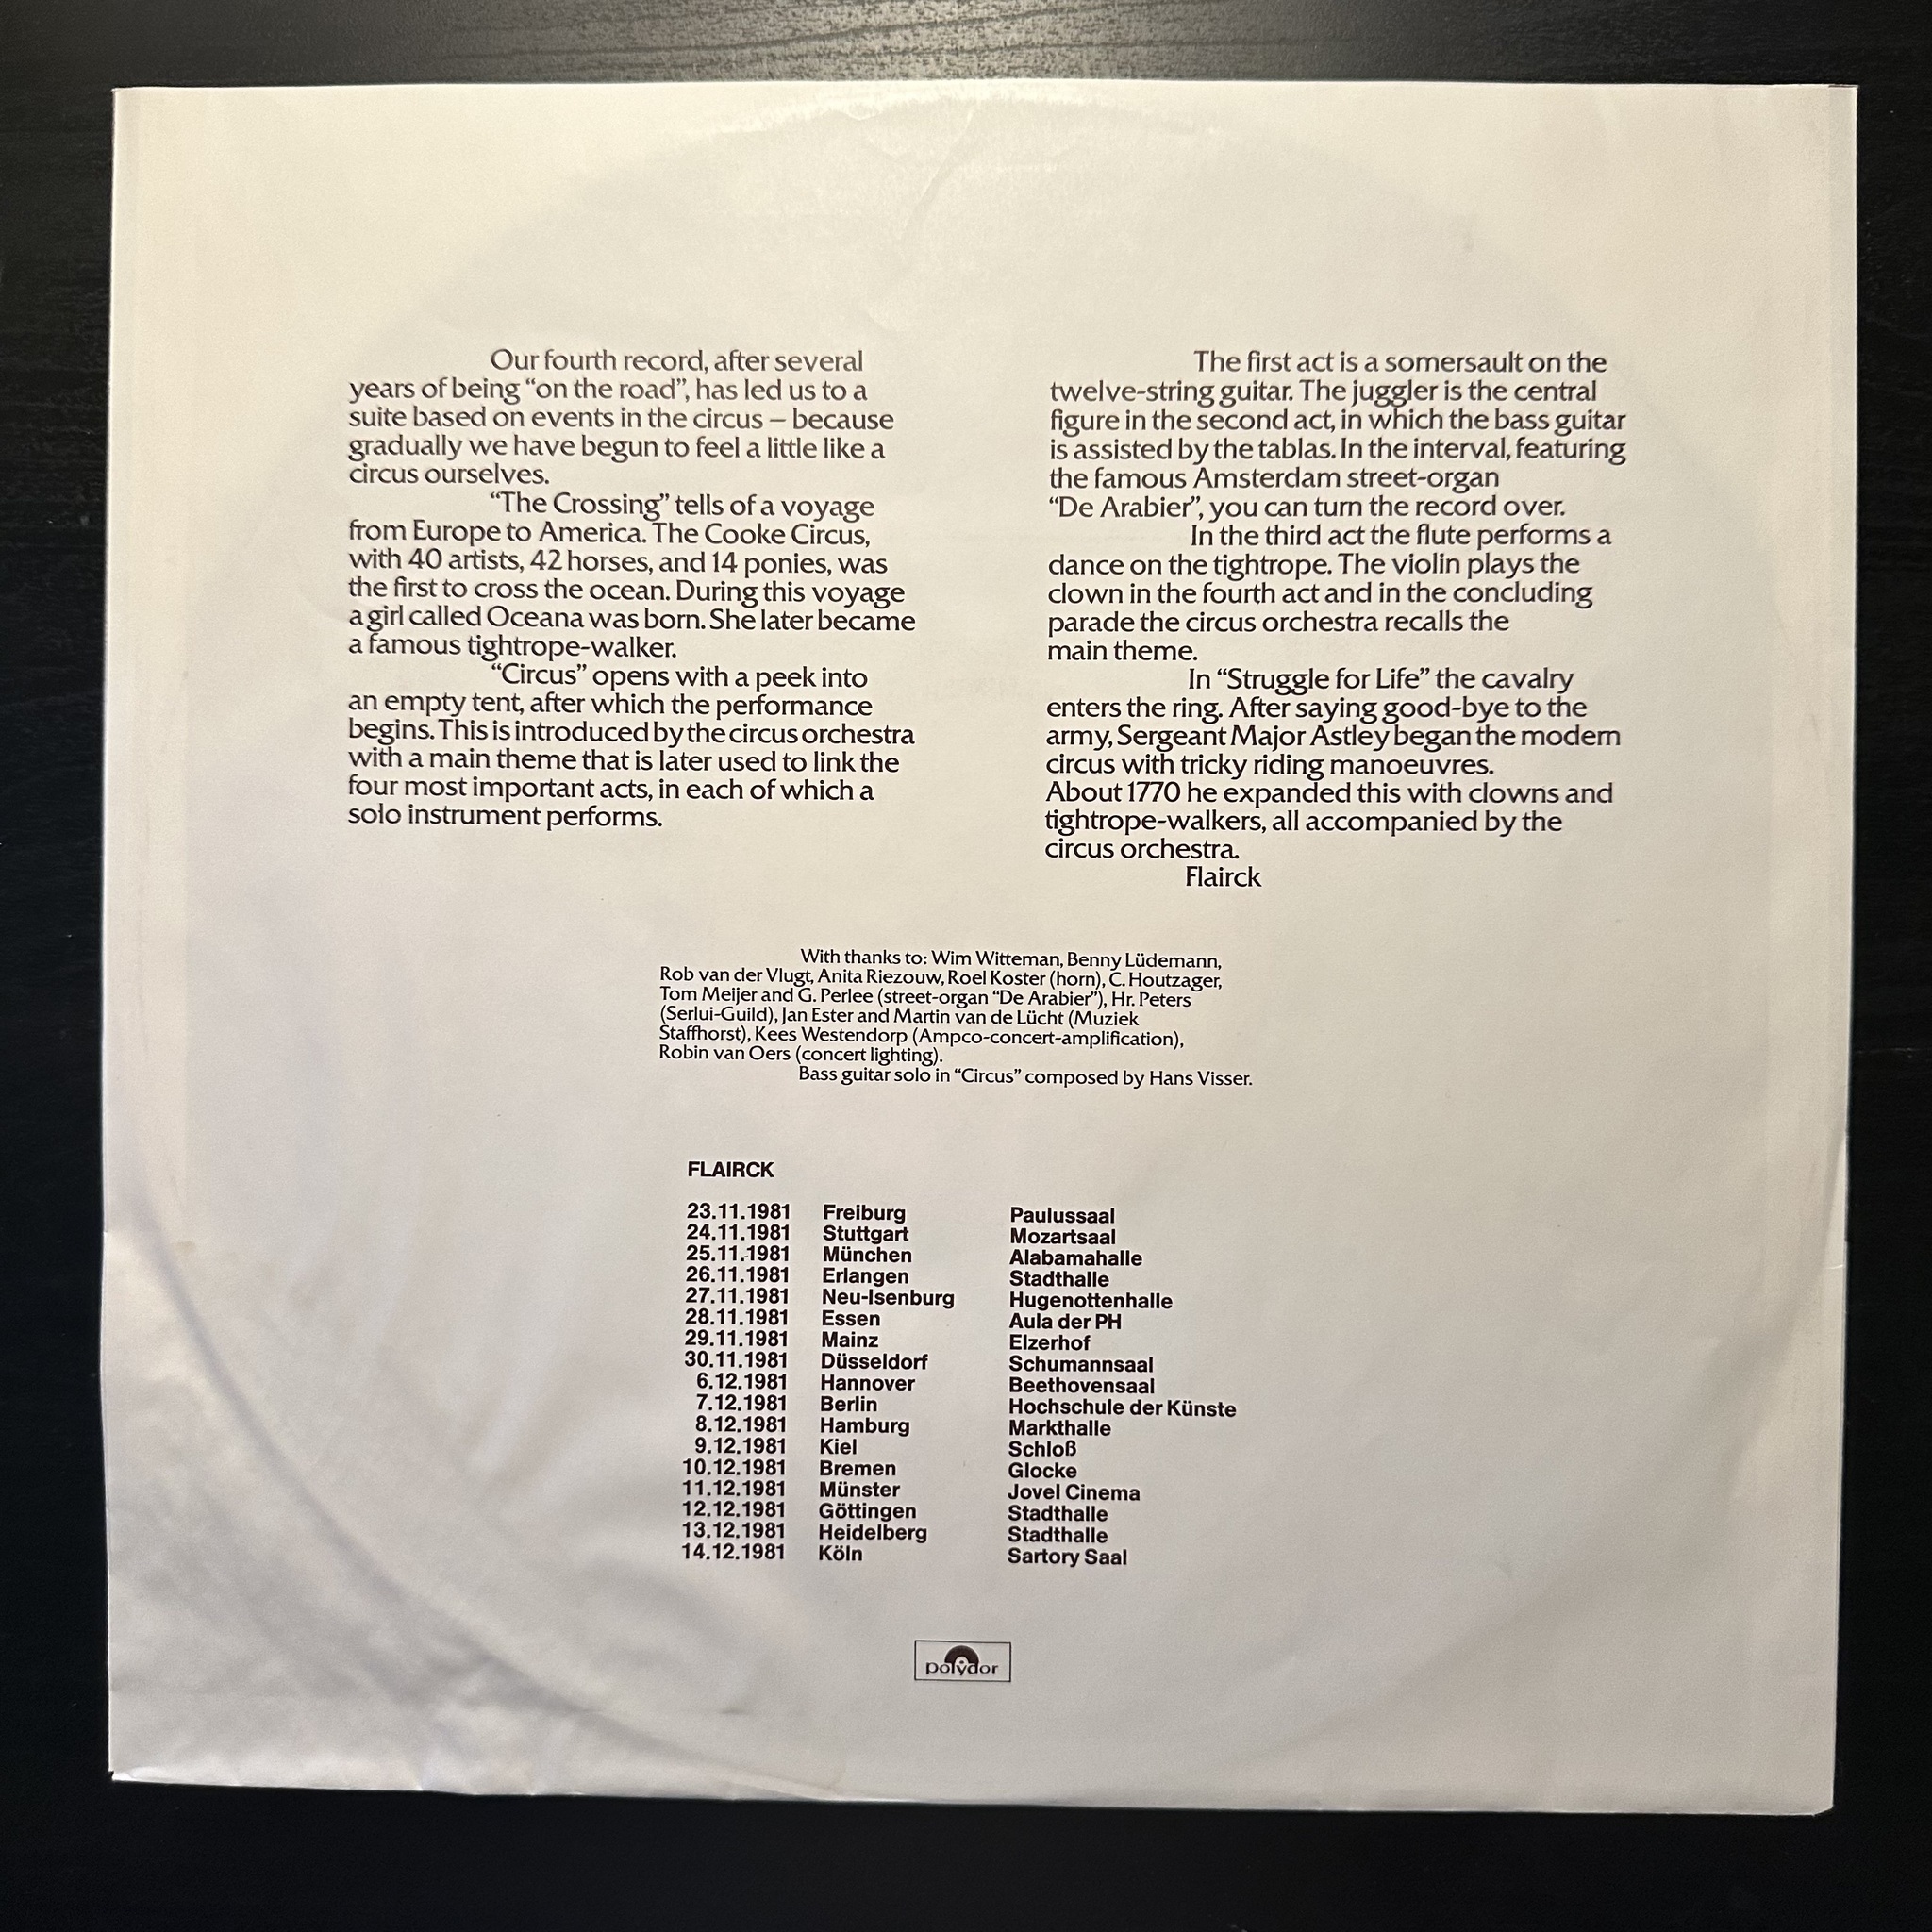 Our fourth record, after several
years of being “on the road”, has led us to a
suite based on events in the circus – because
gradually we have begun to feel a little like a
circus ourselves.
“The Crossing” tells of a voyage
from Europe to America. The Cooke Circus,
with 40 artists, 42 horses, and 14 ponies, was
the first to cross the ocean. During this voyage
a girl called Oceana was born. She later became
a famous tightrope-walker.
“Circus” opens with a peek into
an empty tent, after which the performance
begins. This is introduced by the circus orchestra
with a main theme that is later used to link the
four most important acts, in each of which a
solo instrument performs.
The first act is a somersault on the
twelve-string guitar. The juggler is the central
figure in the second act, in which the bass guitar
is assisted by the tablas. In the interval, featuring
the famous Amsterdam street-organ
“De Arabier”, you can turn the record over.
In the third act the flute performs a
dance on the tightrope. The violin plays the
clown in the fourth act and in the concluding
parade the circus orchestra recalls the
main theme.
In “Struggle for Life” the cavalry
enters the ring. After saying good-bye to the
army, Sergeant Major Astley began the modern
circus with tricky riding manoeuvres.
About 1770 he expanded this with clowns and
tightrope-walkers, all accompanied by the
circus orchestra.
Flairck
With thanks to: Wim Witteman, Benny Lüdemann,
Rob van der Vlugt, Anita Riezouw, Roel Koster (horn), C. Houtzager,
Tom Meijer and G. Perlee (street-organ “De Arabier”), Hr. Peters
(Serlui-Guild), Jan Ester and Martin van de Lücht (Muziek
Staffhorst), Kees Westendorp (Ampco-concert-amplification),
Robin van Oers (concert lighting).
Bass guitar solo in “Circus” composed by Hans Visser.
FLAIRCK
23.11.1981 Freiburg Paulussaal
24.11.1981 Stuttgart Mozartsaal
25.11.1981 München Alabamahalle
26.11.1981 Erlangen Stadthalle
27.11.1981 Neu-Isenburg Hugenottenhalle
28.11.1981 Essen Aula der PH
29.11.1981 Mainz Elzerhof
30.11.1981 Düsseldorf Schumannsaal
6.12.1981 Hannover Beethovensaal
7.12.1981 Berlin Hochschule der Künste
8.12.1981 Hamburg Markthalle
9.12.1981 Kiel Schloß
10.12.1981 Bremen Glocke
11.12.1981 Münster Jovel Cinema
12.12.1981 Göttingen Stadthalle
13.12.1981 Heidelberg Stadthalle
14.12.1981 Köln Sartory Saal
polydor